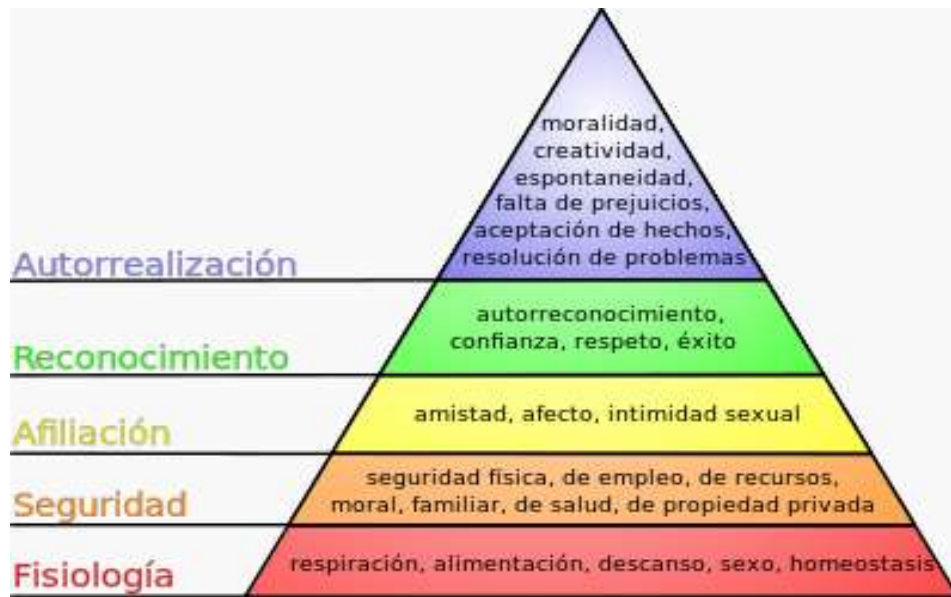 moralidad,
creatividad,
espontaneidad,
falta de prejuicios,
aceptación de hechos,
resolución de problemas
Autorrealización
autorreconocimiento,
confianza, respeto, éxito
Reconocimiento
amistad, afecto, intimidad sexual
Afiliación
seguridad física, de empleo, de recursos,
moral, familiar, de salud, de propiedad privada
Seguridad
respiración, alimentación, descanso, sexo, homeostasis
Fisiología